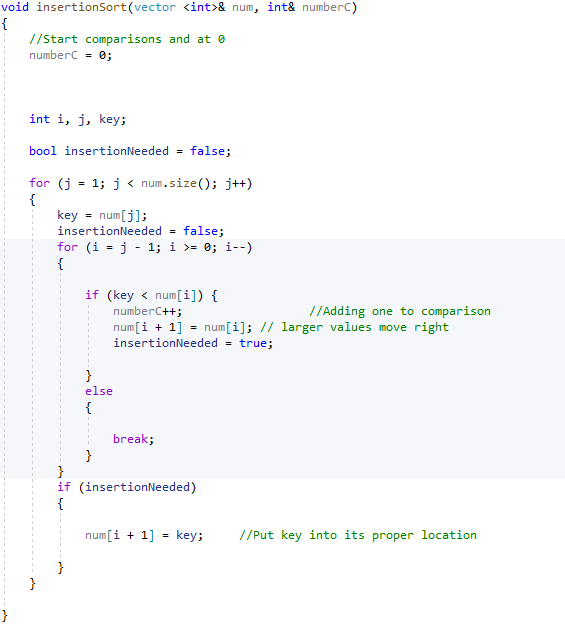 void insertionSort(vector <int>& num, int& numberC)
{
    //Start comparisons and at 0
    numberC = 0;
    int i, j, key;
    bool insertionNeeded = false;
    for (j = 1; j < num.size(); j++)
    {
        key = num[j];
        insertionNeeded = false;
        for (i = j - 1; i >= 0; i--)
        {
            if (key < num[i]) {
                numberC++;                  //Adding one to comparison
                num[i + 1] = num[i]; // larger values move right
                insertionNeeded = true;
            }
            else
            {
                break;
            }
        }
        if (insertionNeeded)
        {
            num[i + 1] = key;     //Put key into its proper location
        }
    }
}